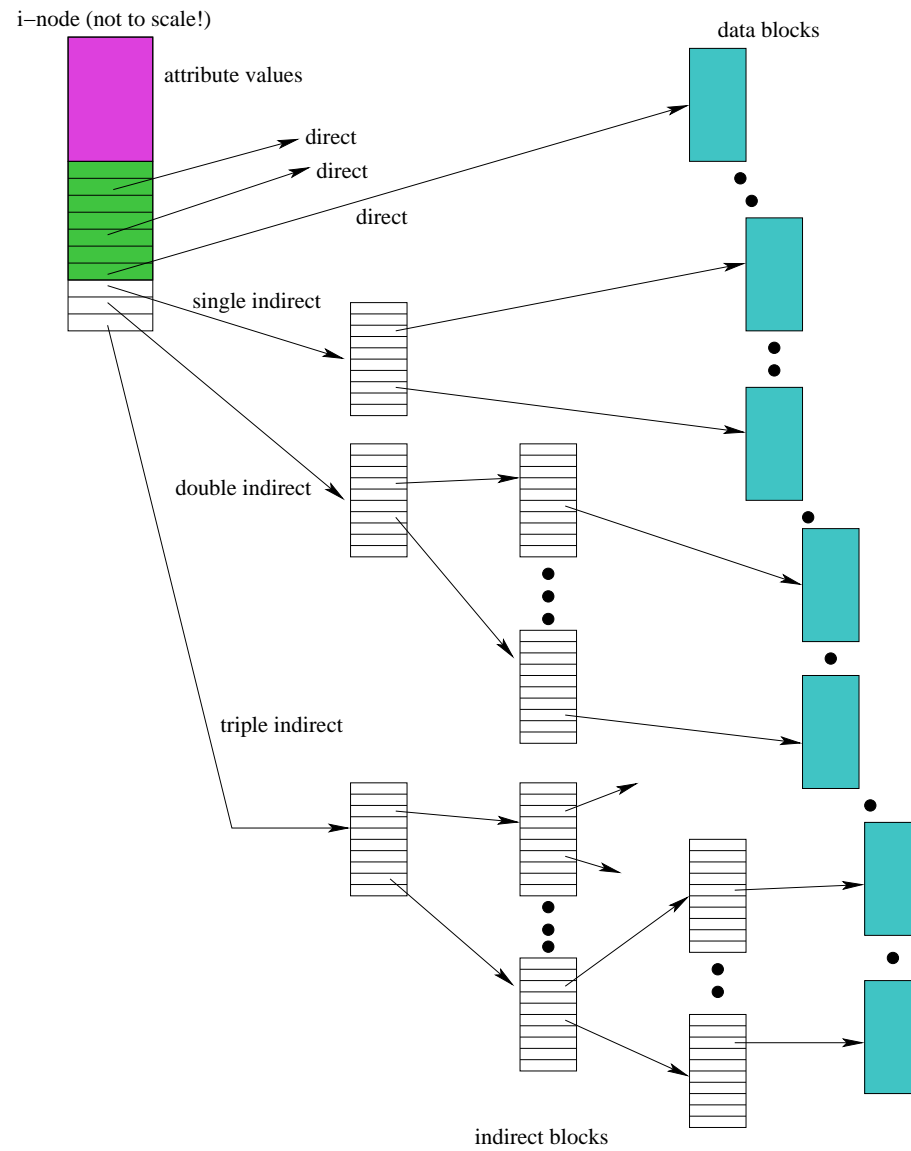 i−node (not to scale!)
data blocks
attribute values
direct
direct
direct
single indirect
double indirect
triple indirect
indirect blocks